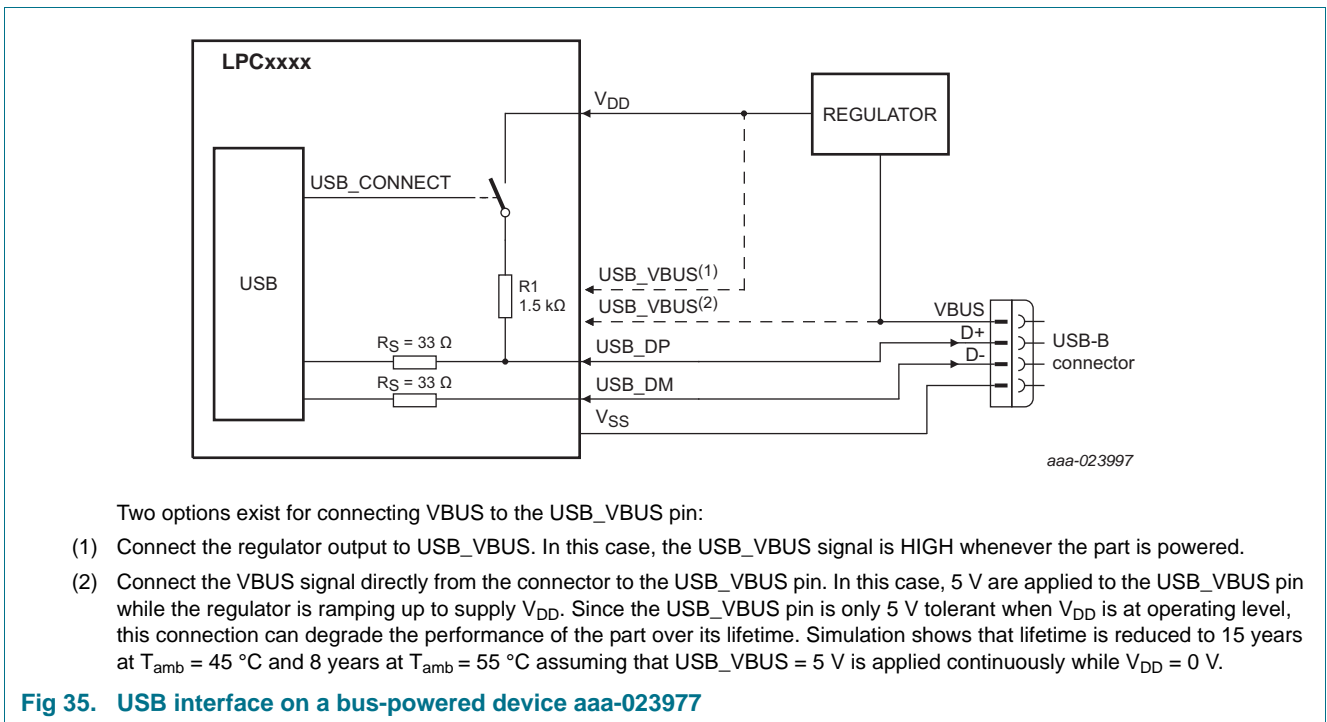 LPCxxxx
VDD
REGULATOR
USB_CONNECT
USB
R1
1.5 kΩ
USB_VBUS(1)
USB_VBUS(2)
VBUS
D+
D-
USB-B
connector
RS = 33 Ω
USB_DP
RS = 33 Ω
USB_DM
VSS
aaa-023997
Two options exist for connecting VBUS to the USB_VBUS pin:
(1) Connect the regulator output to USB_VBUS. In this case, the USB_VBUS signal is HIGH whenever the part is powered.
(2) Connect the VBUS signal directly from the connector to the USB_VBUS pin. In this case, 5 V are applied to the USB_VBUS pin
while the regulator is ramping up to supply VDD. Since the USB_VBUS pin is only 5 V tolerant when VDD is at operating level,
this connection can degrade the performance of the part over its lifetime. Simulation shows that lifetime is reduced to 15 years
at Tamb = 45 °C and 8 years at Tamb = 55 °C assuming that USB_VBUS = 5 V is applied continuously while VDD = 0 V.
Fig 35. USB interface on a bus-powered device aaa-023977